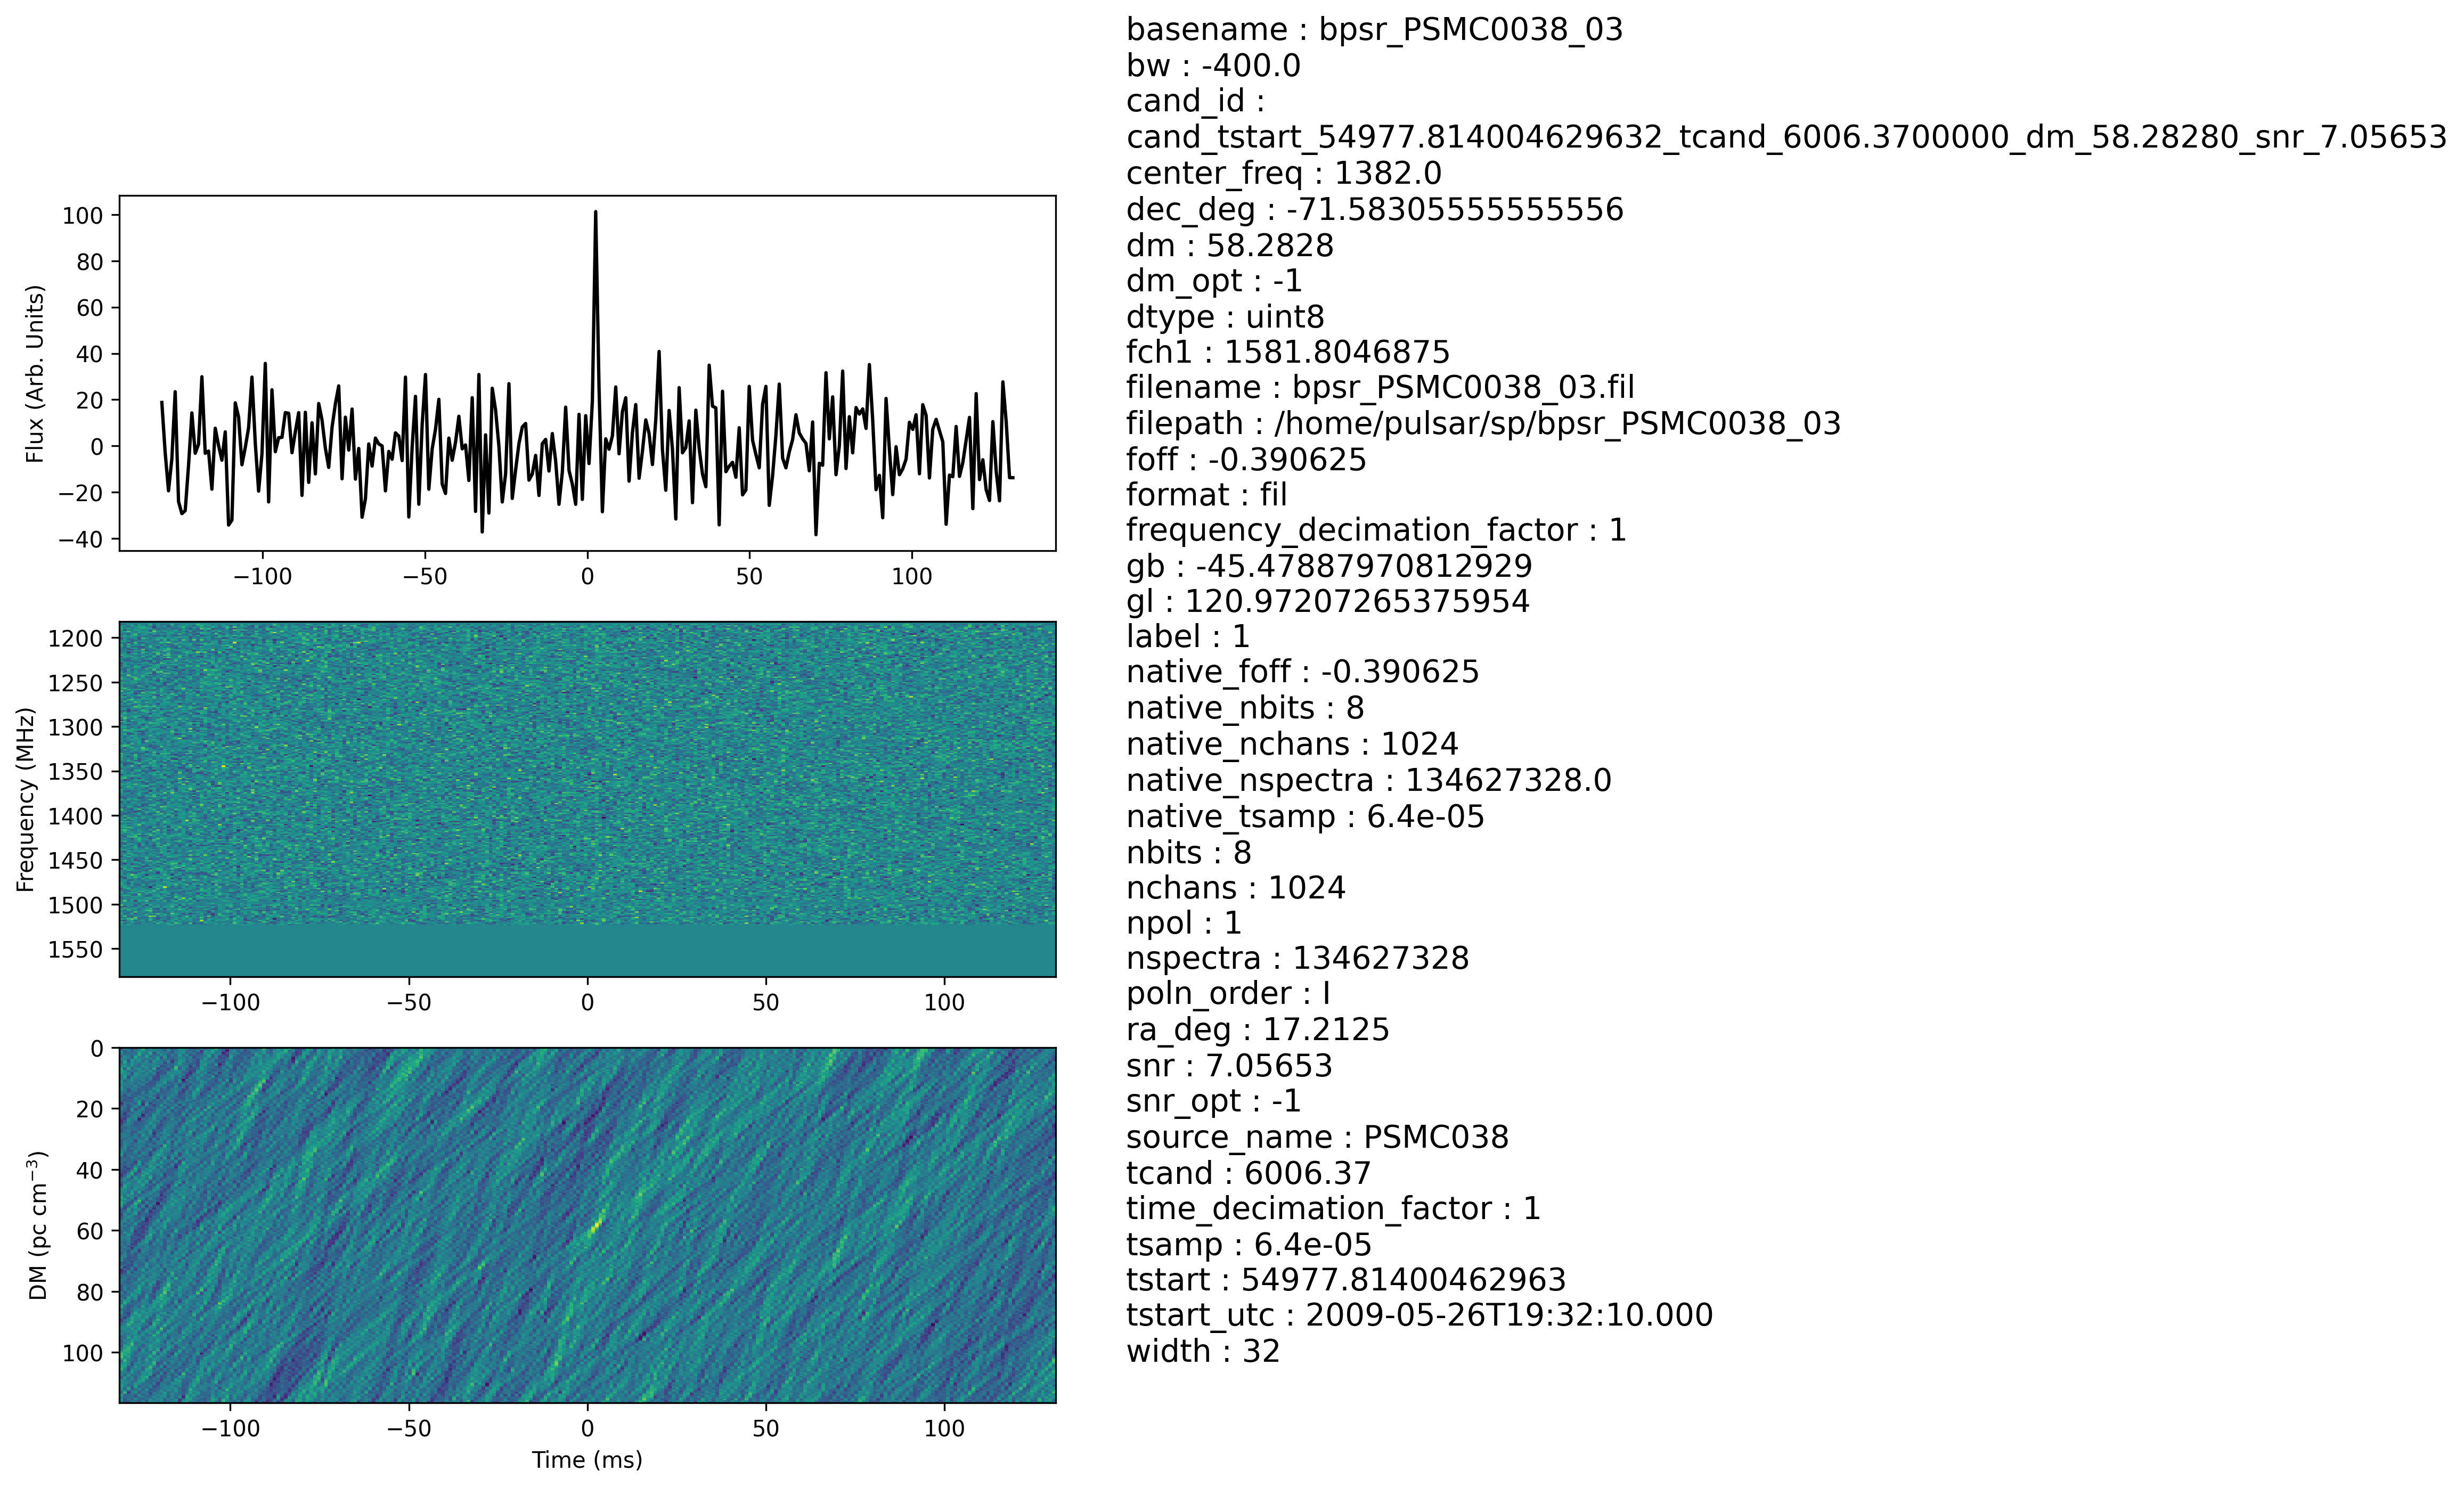 basename : bpsr_PSMC0038_03
bw : -400.0
cand_id :
cand_tstart_54977.814004629632_tcand_6006.3700000_dm_58.28280_snr_7.05653
center_freq : 1382.0
dec_deg : -71.58305555555556
dm : 58.2828
dm_opt : -1
dtype : uint8
fch1 : 1581.8046875
filename : bpsr_PSMC0038_03.fil
filepath : /home/pulsar/sp/bpsr_PSMC0038_03
foff : -0.390625
format : fil
frequency_decimation_factor : 1
gb : -45.47887970812929
gl : 120.97207265375954
label : 1
native_foff : -0.390625
native_nbits : 8
native_nchans : 1024
native_nspectra : 134627328.0
native_tsamp : 6.4e-05
nbits : 8
nchans : 1024
npol : 1
nspectra : 134627328
poln_order : I
ra_deg : 17.2125
snr : 7.05653
snr_opt : -1
source_name : PSMC038
tcand : 6006.37
time_decimation_factor : 1
tsamp : 6.4e-05
tstart : 54977.81400462963
tstart_utc : 2009-05-26T19:32:10.000
width : 32
Flux (Arb. Units)
100
80
60
40
20
0
−20
−40
−100 −50 0 50 100
Frequency (MHz)
1200
1250
1300
1350
1400
1450
1500
1550
−100 −50 0 50 100
DM (pc cm⁻³)
0
20
40
60
80
100
−100 −50 0 50 100
Time (ms)